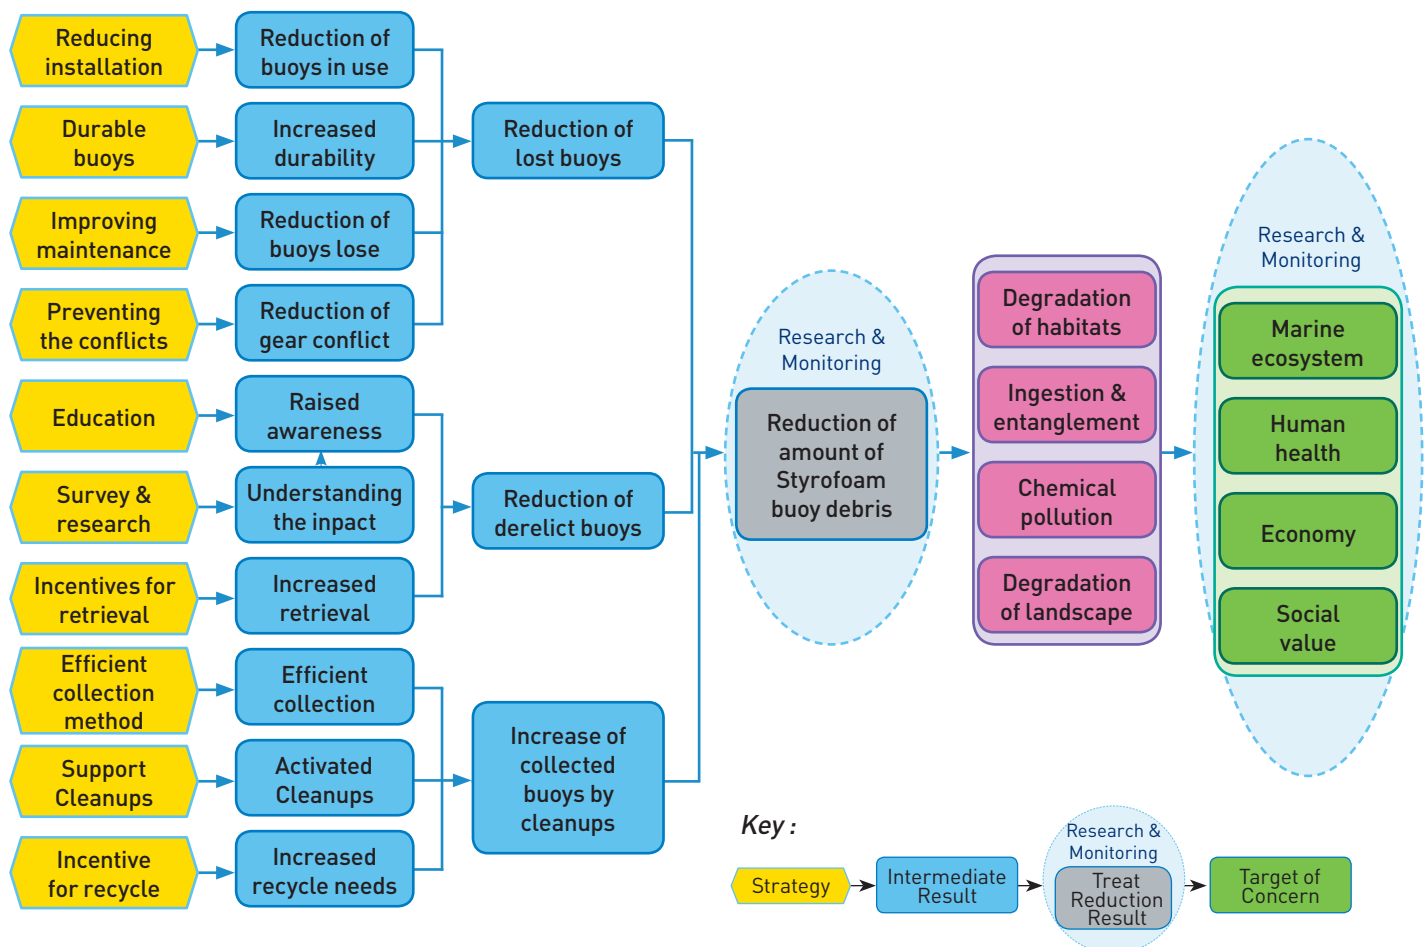 Reducing
installation
Reduction of
buoys in use
Durable
buoys
Increased
durability
Reduction of
lost buoys
Improving
maintenance
Reduction of
buoys lose
Preventing
the conflicts
Reduction of
gear conflict
Education
Raised
awareness
Survey &
research
Understanding
the inpact
Reduction of
derelict buoys
Incentives for
retrieval
Increased
retrieval
Efficient
collection
method
Efficient
collection
Support
Cleanups
Activated
Cleanups
Increase of
collected
buoys by
cleanups
Incentive
for recycle
Increased
recycle needs
Research &
Monitoring
Reduction of
amount of
Styrofoam
buoy debris
Degradation
of habitats
Ingestion &
entanglement
Chemical
pollution
Degradation
of landscape
Research &
Monitoring
Marine
ecosystem
Human
health
Economy
Social
value
Key :
Strategy
Intermediate
Result
Research &
Monitoring
Treat
Reduction
Result
Target of
Concern